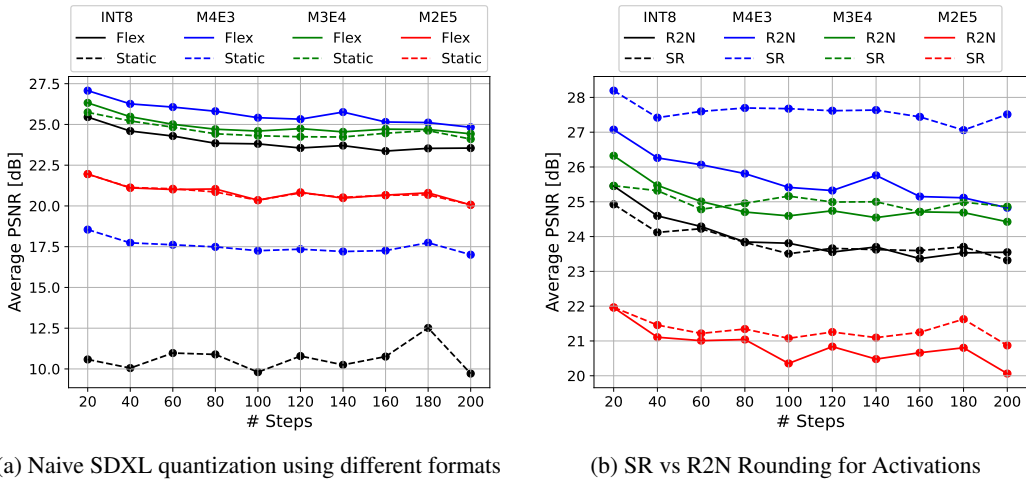 INT8 M4E3 M3E4 M2E5
Flex Flex Flex Flex
Static Static Static Static
27.5
25.0
22.5
20.0
17.5
15.0
12.5
10.0
Average PSNR [dB]
20 40 60 80 100 120 140 160 180 200
# Steps
(a) Naive SDXL quantization using different formats
INT8 M4E3 M3E4 M2E5
R2N R2N R2N R2N
SR SR SR SR
28
27
26
25
24
23
22
21
20
Average PSNR [dB]
20 40 60 80 100 120 140 160 180 200
# Steps
(b) SR vs R2N Rounding for Activations